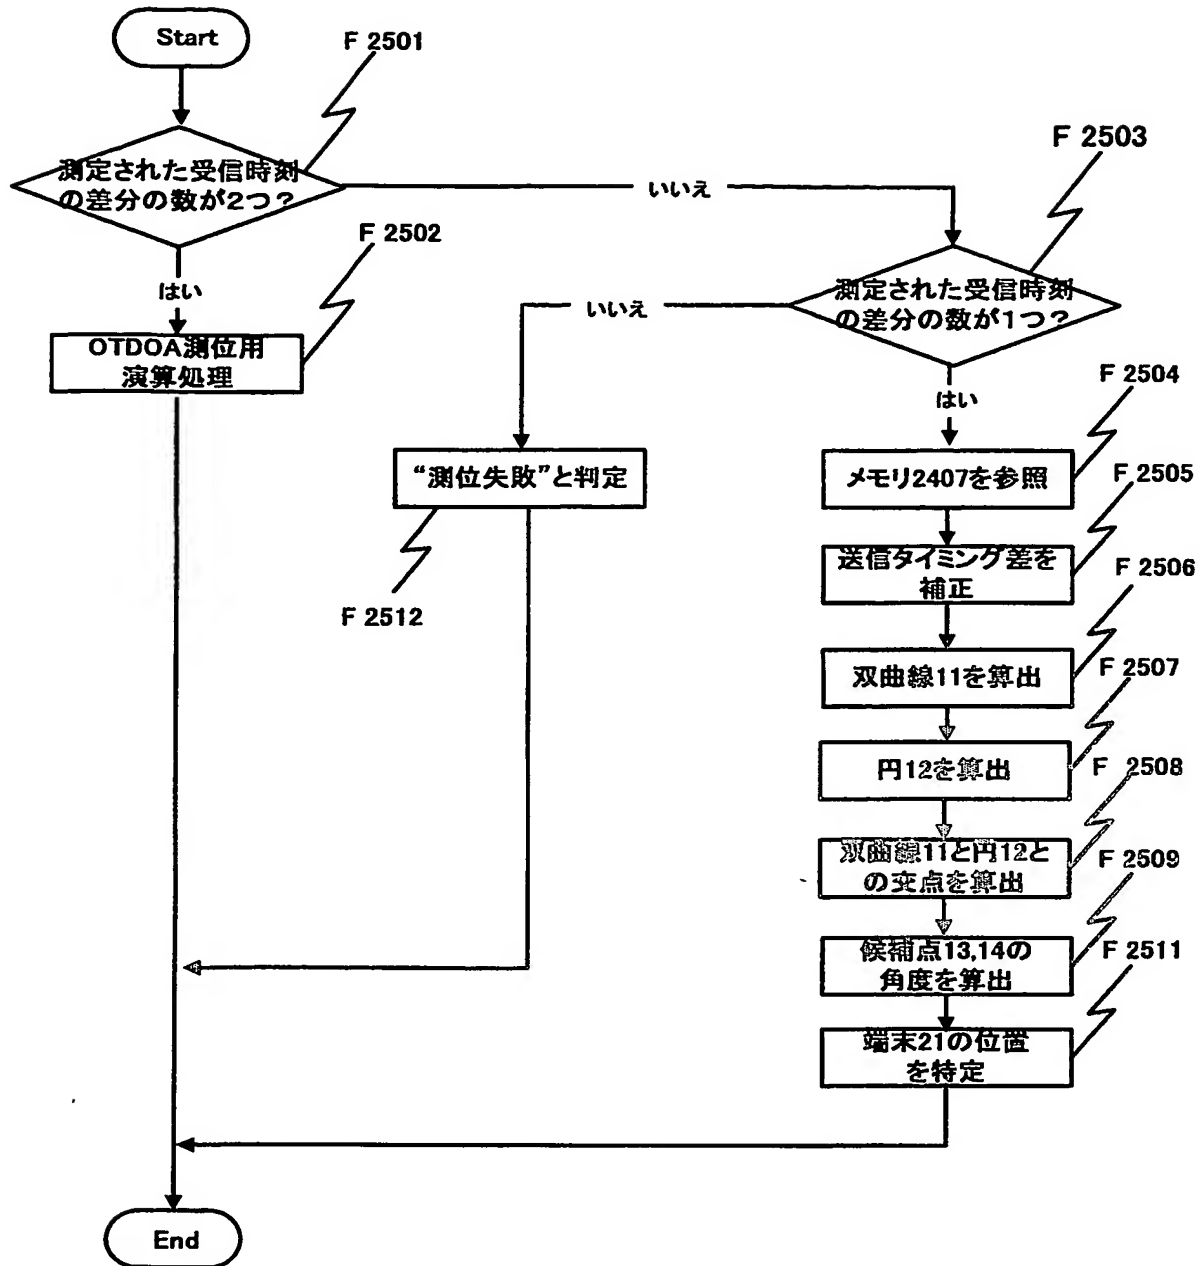 Start
F 2501
測定された受信時刻
の差分の数が2つ?
いいえ
F 2503
F 2502
はい
測定された受信時刻
の差分の数が1つ?
いいえ
OTDOA測位用
演算処理
はい
F 2504
"測位失敗"と判定
メモリ2407を参照
F 2505
送信タイミング差を
補正
F 2506
F 2512
双曲線11を算出
F 2507
円12を算出
F 2508
双曲線11と円12と
の交点を算出
F 2509
候補点13,14の
角度を算出
F 2511
端末21の位置
を特定
End